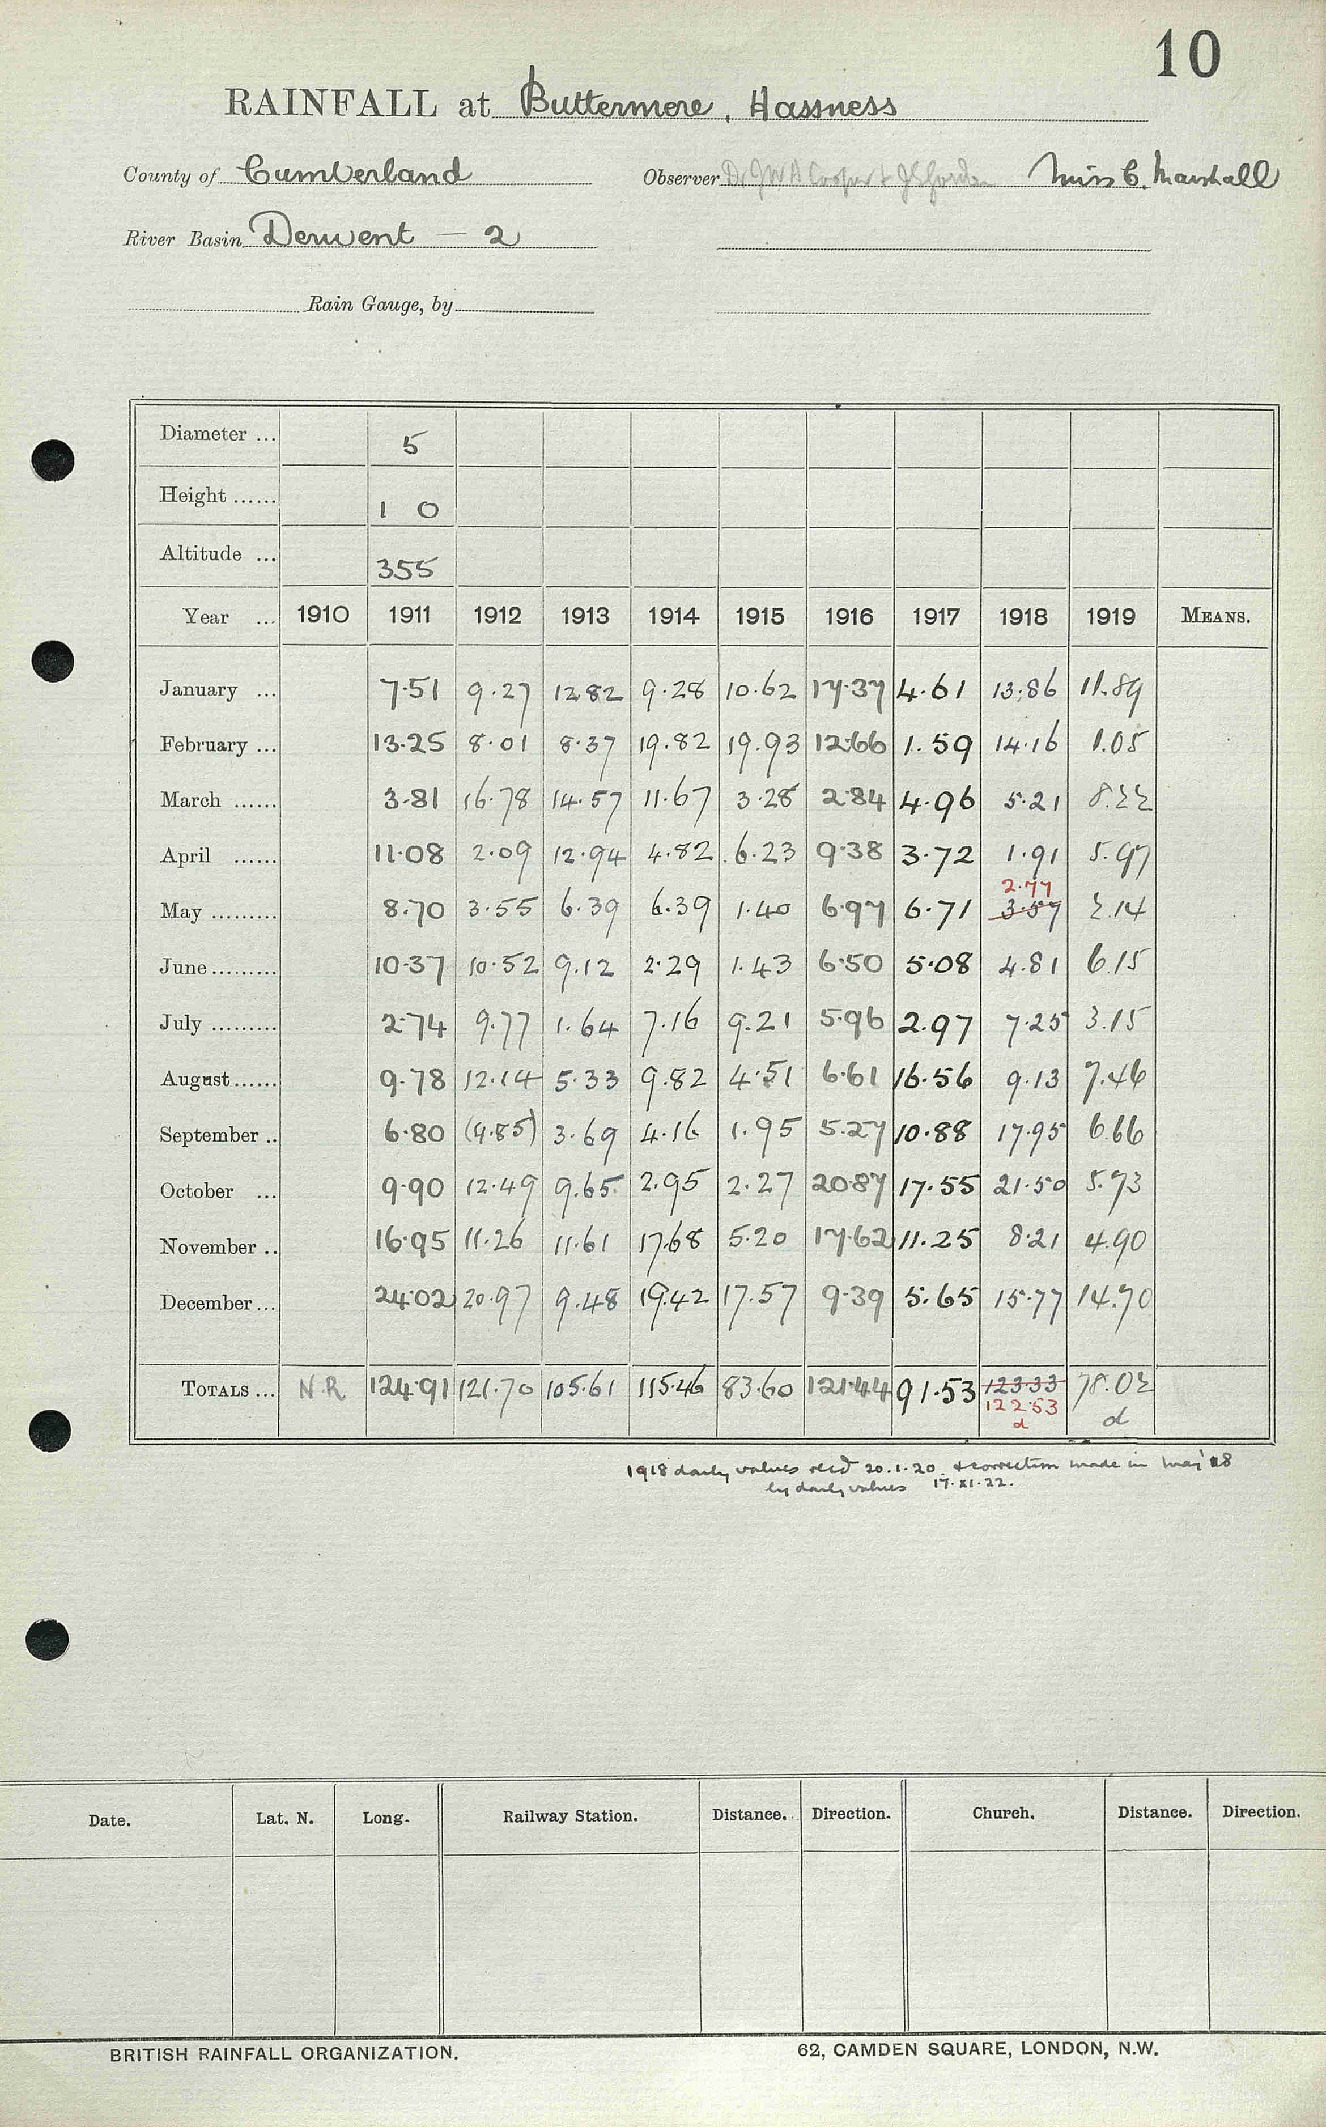 10
RAINFALL at Buttermere, Hassness
County of Cumberland Observer Dr J W A Cooper & J S Gordon Miss C. Marshall
River Basin Derwent — 2
Rain Gauge, by
Diameter ... 5
Height ...... 1 0
Altitude ... 355
Year ... 1910 1911 1912 1913 1914 1915 1916 1917 1918 1919 MEANS.
January ... 7.51 9.27 12.82 9.28 10.62 17.37 4.61 13.86 11.89
February ... 13.25 8.01 8.37 19.82 19.93 12.66 1.59 14.16 1.05
March ...... 3.81 16.78 14.57 11.67 3.28 2.84 4.96 5.21 8.22
April ...... 11.08 2.09 12.94 4.82 6.23 9.38 3.72 1.91 5.97
2.77
May ......... 8.70 3.55 6.39 6.39 1.40 6.97 6.71 3.57 2.14
June ......... 10.37 10.52 9.12 2.29 1.43 6.50 5.08 4.81 6.15
July ......... 2.74 9.77 1.64 7.16 9.21 5.96 2.97 7.25 3.15
August ...... 9.78 12.14 5.33 9.82 4.51 6.61 16.56 9.13 7.46
September .. 6.80 (4.85) 3.69 4.16 1.95 5.27 10.88 17.95 6.66
October ... 9.90 12.49 9.65 2.95 2.27 20.87 17.55 21.50 5.73
November .. 16.95 11.26 11.61 17.68 5.20 17.62 11.25 8.21 4.90
December ... 24.02 20.97 9.48 19.42 17.57 9.39 5.65 15.77 14.70
TOTALS ... N.R. 124.91 121.70 105.61 115.46 83.60 121.44 91.53 123.33 78.02
122.53
d d
1918 daily values recd 20.1.20 & correction made in May '18
by daily values 17.XI.22.
Date. Lat. N. Long. Railway Station. Distance. Direction. Church. Distance. Direction.
BRITISH RAINFALL ORGANIZATION. 62, CAMDEN SQUARE, LONDON, N.W.